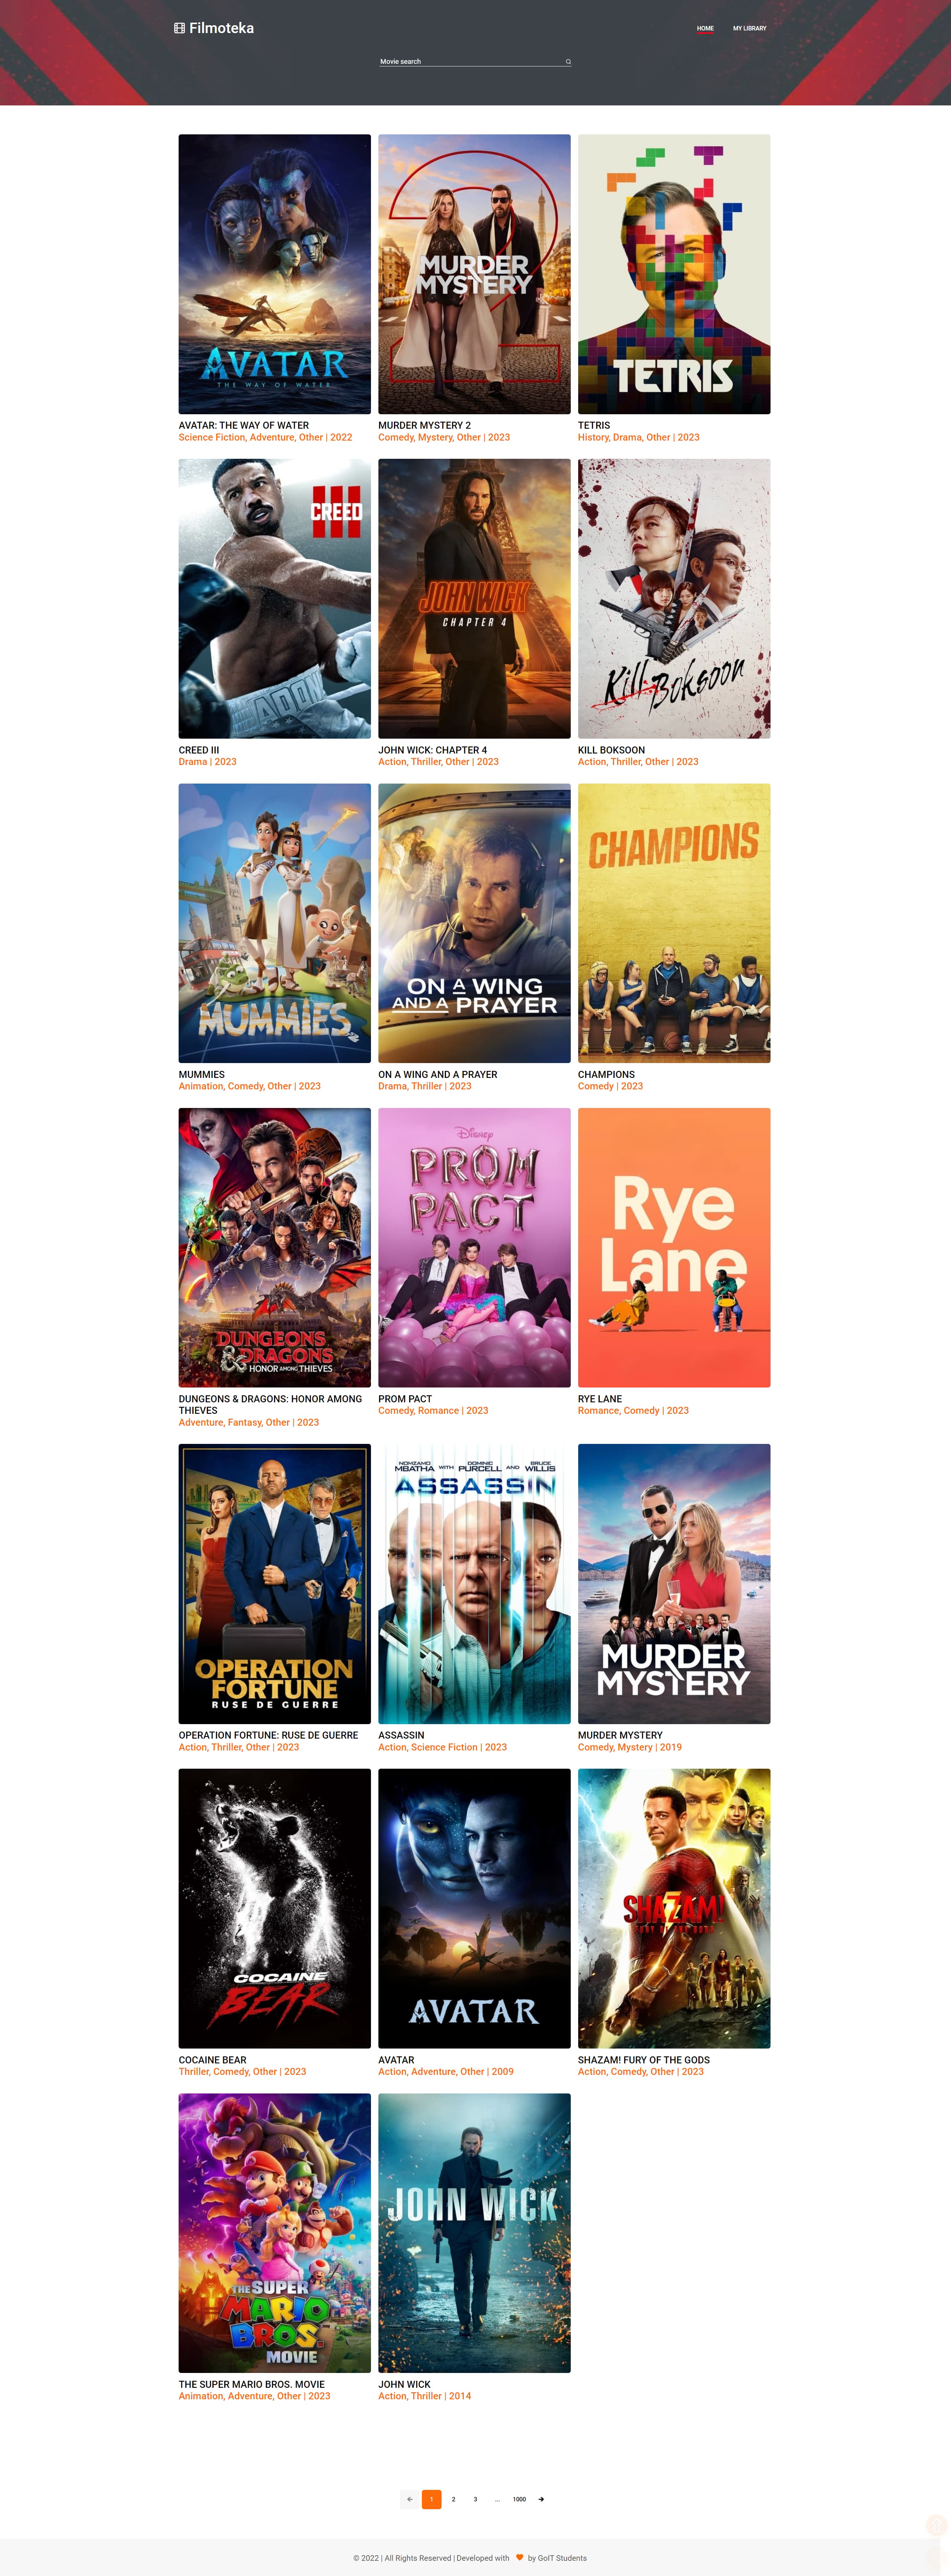 Filmoteka
HOME
MY LIBRARY
Movie search
AVATAR
THE WAY OF WATER
2
MURDER
MYSTERY
TETRIS
AVATAR: THE WAY OF WATER
Science Fiction, Adventure, Other | 2022
MURDER MYSTERY 2
Comedy, Mystery, Other | 2023
TETRIS
History, Drama, Other | 2023
III
CREED
JOHN WICK
CHAPTER 4
Kill Boksoon
CREED III
Drama | 2023
JOHN WICK: CHAPTER 4
Action, Thriller, Other | 2023
KILL BOKSOON
Action, Thriller, Other | 2023
MUMMIES
ON A WING
AND A PRAYER
CHAMPIONS
MUMMIES
Animation, Comedy, Other | 2023
ON A WING AND A PRAYER
Drama, Thriller | 2023
CHAMPIONS
Comedy | 2023
DUNGEONS
& DRAGONS
HONOR AMONG THIEVES
Disney
PROM
PACT
Rye
Lane
DUNGEONS & DRAGONS: HONOR AMONG
THIEVES
Adventure, Fantasy, Other | 2023
PROM PACT
Comedy, Romance | 2023
RYE LANE
Romance, Comedy | 2023
OPERATION
FORTUNE
RUSE DE GUERRE
NOMZAMO MBATHA WITH DOMINIC PURCELL AND BRUCE WILLIS
ASSASSIN
MURDER
MYSTERY
OPERATION FORTUNE: RUSE DE GUERRE
Action, Thriller, Other | 2023
ASSASSIN
Action, Science Fiction | 2023
MURDER MYSTERY
Comedy, Mystery | 2019
COCAINE
BEAR
AVATAR
SHAZAM!
FURY OF THE GODS
COCAINE BEAR
Thriller, Comedy, Other | 2023
AVATAR
Action, Adventure, Other | 2009
SHAZAM! FURY OF THE GODS
Action, Comedy, Other | 2023
THE SUPER
MARIO
BROS.
MOVIE
JOHN WICK
THE SUPER MARIO BROS. MOVIE
Animation, Adventure, Other | 2023
JOHN WICK
Action, Thriller | 2014
← 1 2 3 ... 1000 →
© 2022 | All Rights Reserved | Developed with 🧡 by GoIT Students